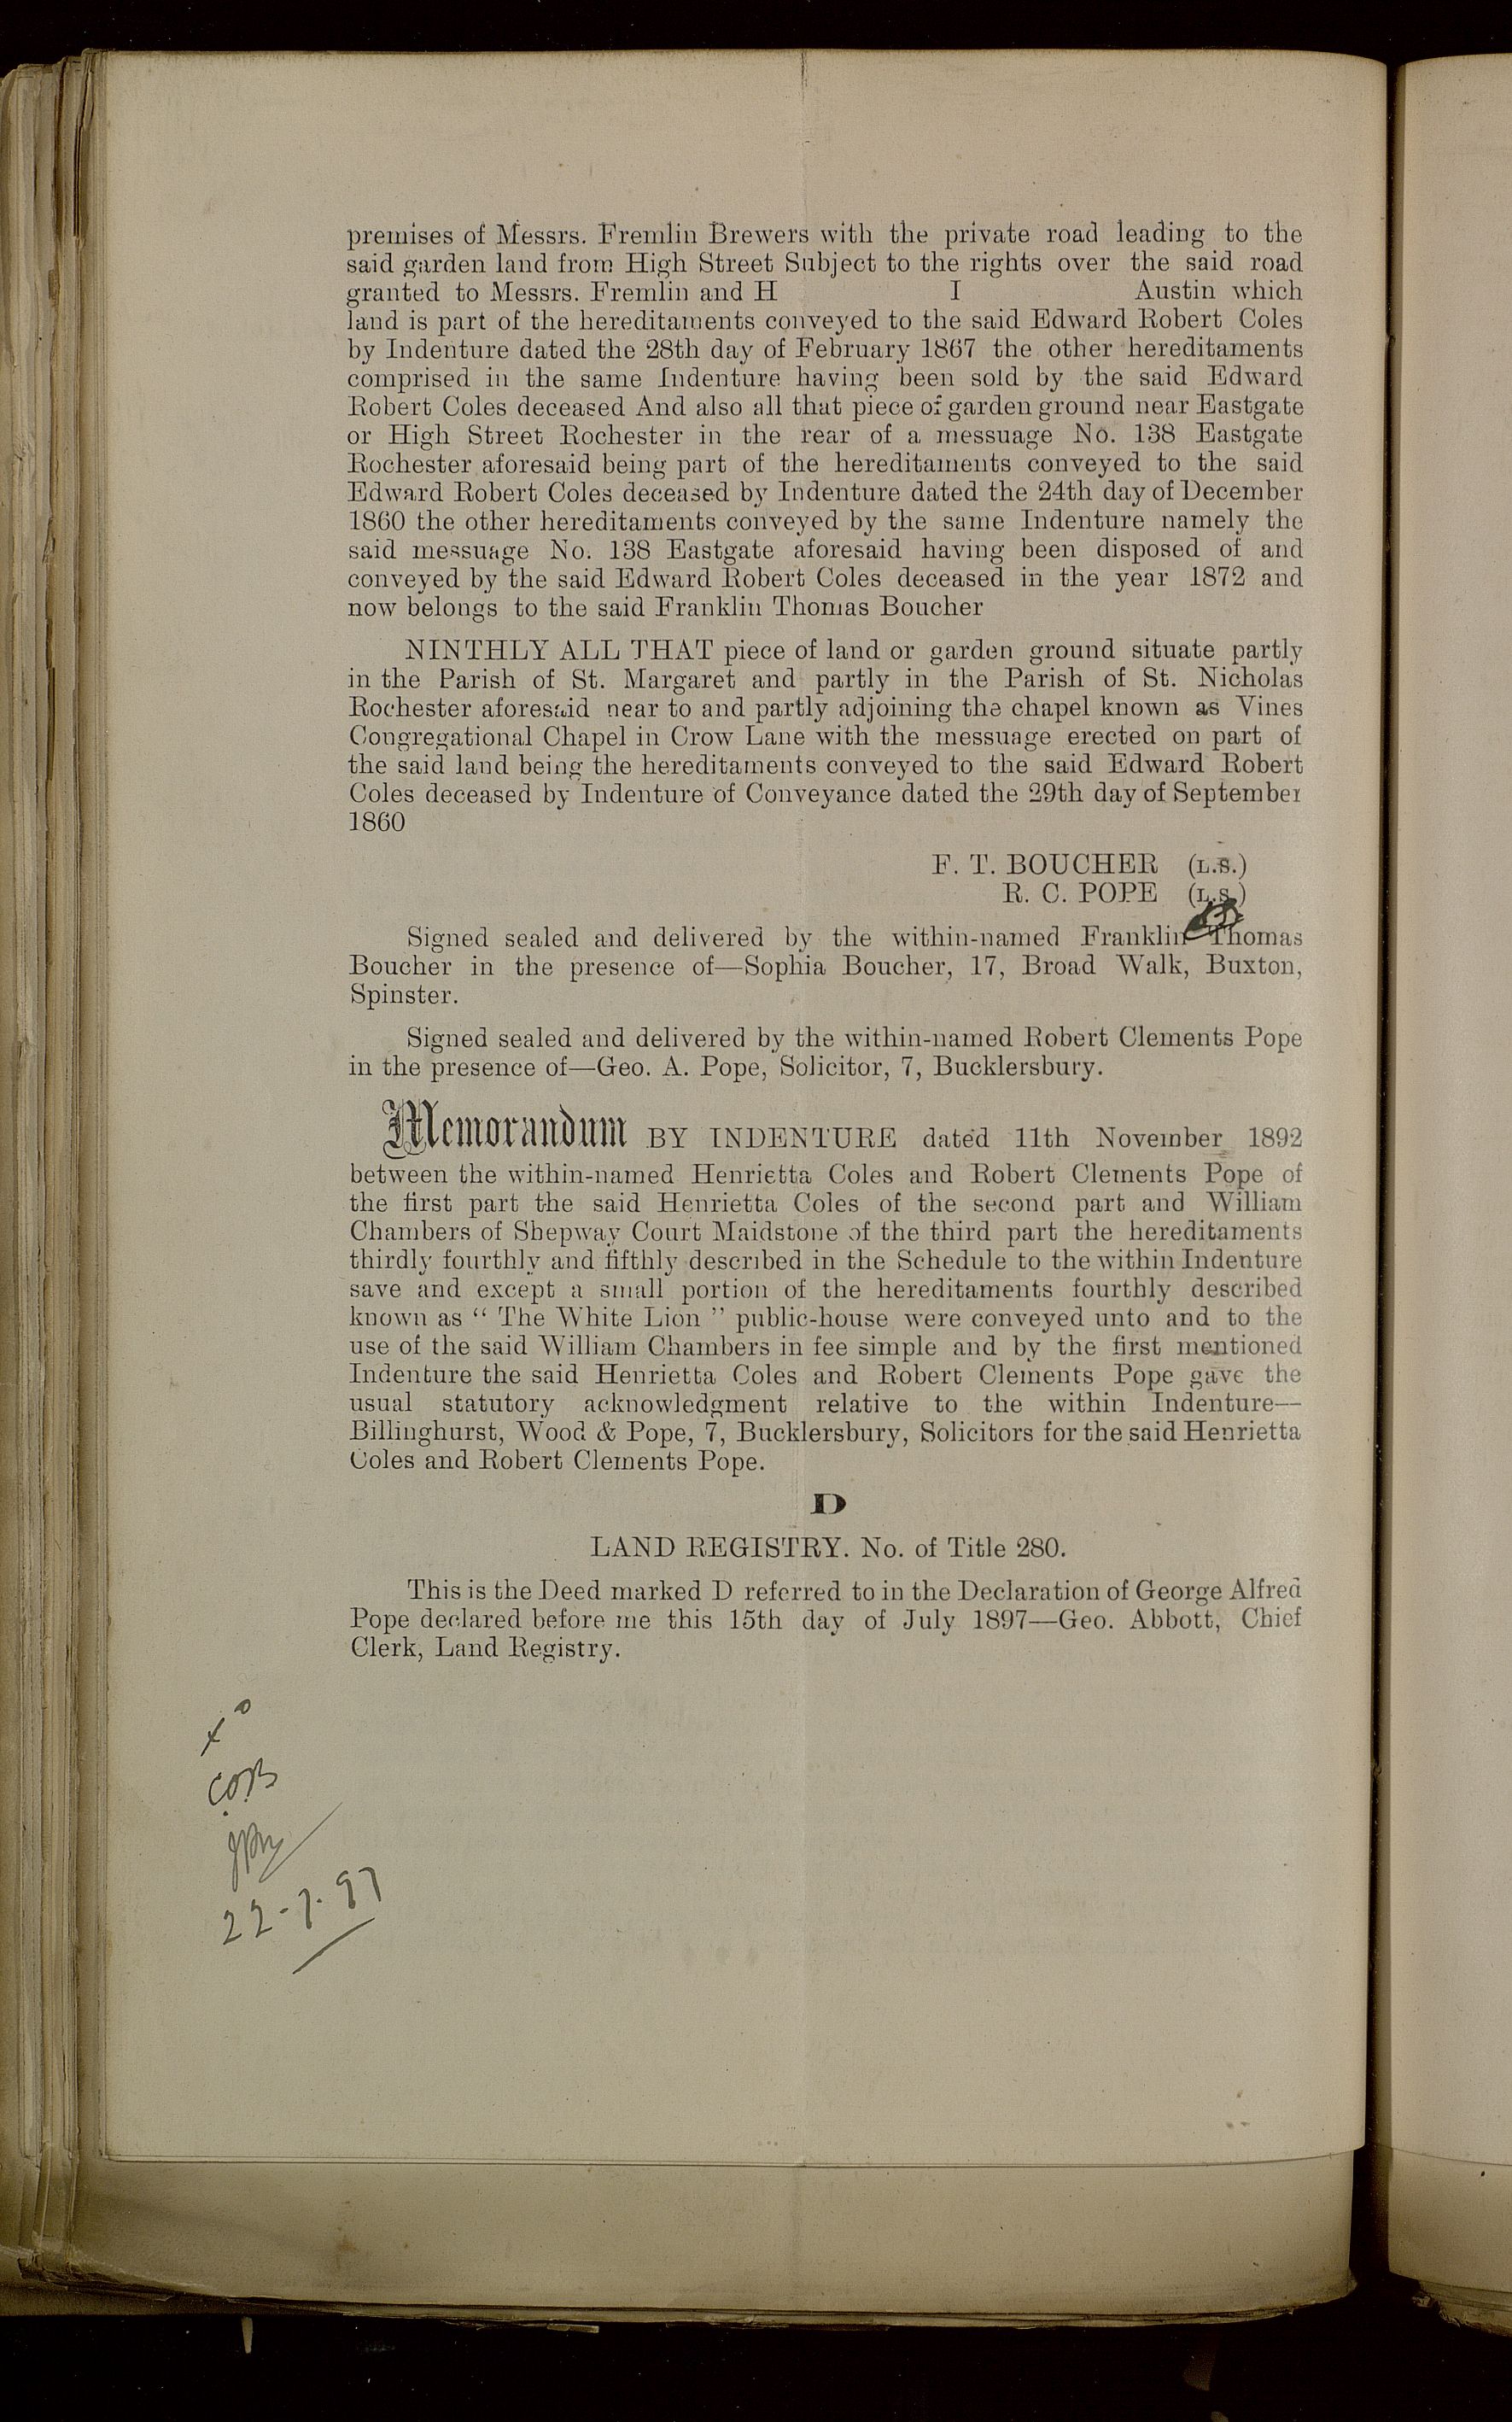 premises of Messrs. Fremlin Brewers with the private road leading to the
said garden land from High Street Subject to the rights over the said road
granted to Messrs. Fremlin and H I Austin which
land is part of the hereditaments conveyed to the said Edward Robert Coles
by Indenture dated the 28th day of February 1867 the other hereditaments
comprised in the same Indenture having been sold by the said Edward
Robert Coles deceased And also all that piece of garden ground near Eastgate
or High Street Rochester in the rear of a messuage No. 138 Eastgate
Rochester aforesaid being part of the hereditaments conveyed to the said
Edward Robert Coles deceased by Indenture dated the 24th day of December
1860 the other hereditaments conveyed by the same Indenture namely the
said messuage No. 138 Eastgate aforesaid having been disposed of and
conveyed by the said Edward Robert Coles deceased in the year 1872 and
now belongs to the said Franklin Thomas Boucher
NINTHLY ALL THAT piece of land or garden ground situate partly
in the Parish of St. Margaret and partly in the Parish of St. Nicholas
Rochester aforesaid near to and partly adjoining the chapel known as Vines
Congregational Chapel in Crow Lane with the messuage erected on part of
the said land being the hereditaments conveyed to the said Edward Robert
Coles deceased by Indenture of Conveyance dated the 29th day of September
1860
F. T. BOUCHER (L.S.)
R. C. POPE (L.S.)
Signed sealed and delivered by the within-named Franklin Thomas
Boucher in the presence of—Sophia Boucher, 17, Broad Walk, Buxton,
Spinster.
Signed sealed and delivered by the within-named Robert Clements Pope
in the presence of—Geo. A. Pope, Solicitor, 7, Bucklersbury.
Memorandum BY INDENTURE dated 11th November 1892
between the within-named Henrietta Coles and Robert Clements Pope of
the first part the said Henrietta Coles of the second part and William
Chambers of Shepway Court Maidstone of the third part the hereditaments
thirdly fourthly and fifthly described in the Schedule to the within Indenture
save and except a small portion of the hereditaments fourthly described
known as “ The White Lion ” public-house were conveyed unto and to the
use of the said William Chambers in fee simple and by the first mentioned
Indenture the said Henrietta Coles and Robert Clements Pope gave the
usual statutory acknowledgment relative to the within Indenture—
Billinghurst, Wood & Pope, 7, Bucklersbury, Solicitors for the said Henrietta
Coles and Robert Clements Pope.
D
LAND REGISTRY. No. of Title 280.
This is the Deed marked D referred to in the Declaration of George Alfred
Pope declared before me this 15th day of July 1897—Geo. Abbott, Chief
Clerk, Land Registry.
22-7-97